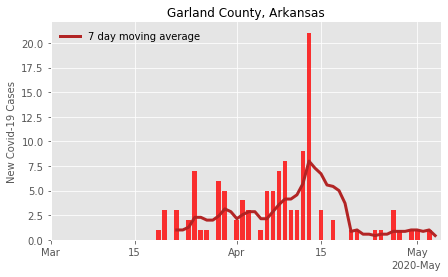 Garland County, Arkansas
7 day moving average
New Covid-19 Cases
20.0
17.5
15.0
12.5
10.0
7.5
5.0
2.5
0.0
Mar
15
Apr
15
May
2020-May